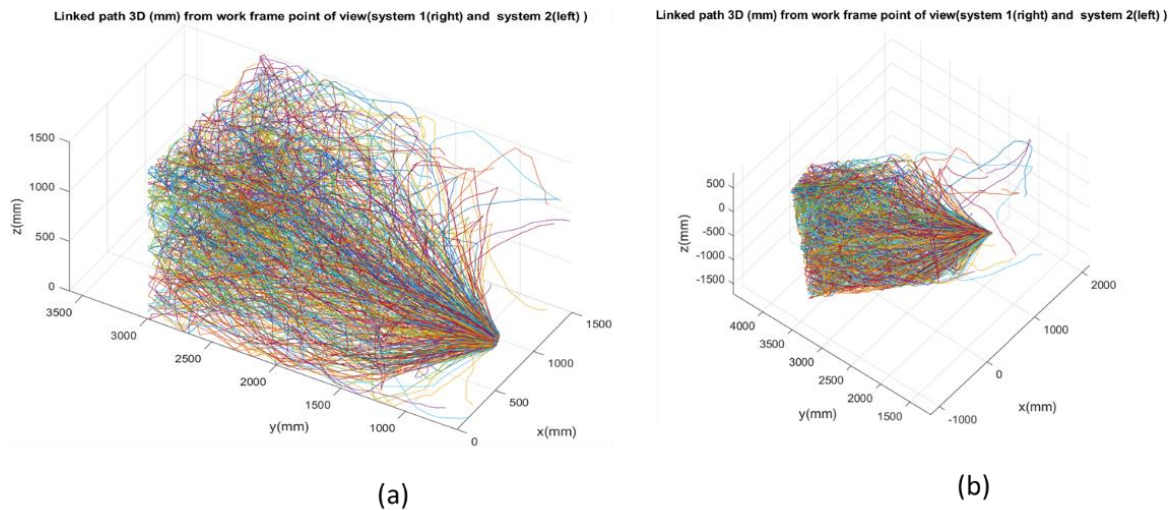 Linked path 3D (mm) from work frame point of view(system 1(right) and  system 2(left) )
1500
1000
500
0
z(mm)
3500
3000
2500
2000
1500
1000
y(mm)
0
500
1000
1500
x(mm)
(a)
Linked path 3D (mm) from work frame point of view(system 1(right) and  system 2(left) )
500
0
-500
-1000
-1500
z(mm)
4000
3500
3000
2500
2000
1500
y(mm)
-1000
0
1000
2000
x(mm)
(b)